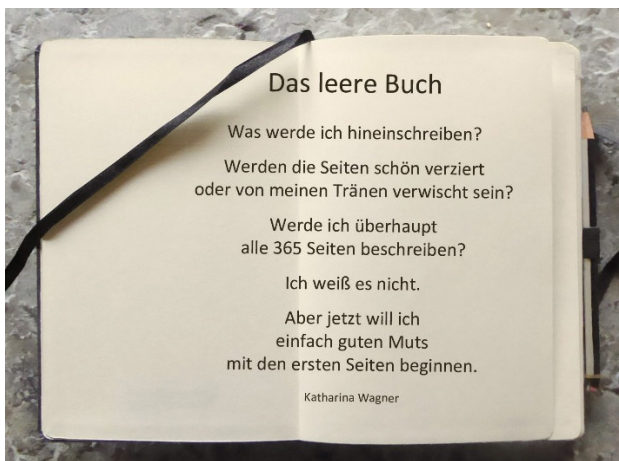 Das leere Buch
Was werde ich hineinschreiben?
Werden die Seiten schön verziert
oder von meinen Tränen verwischt sein?
Werde ich überhaupt
alle 365 Seiten beschreiben?
Ich weiß es nicht.
Aber jetzt will ich
einfach guten Muts
mit den ersten Seiten beginnen.
Katharina Wagner